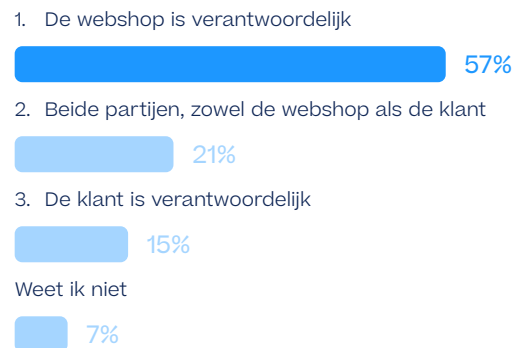 1. De webshop is verantwoordelijk
57%
2. Beide partijen, zowel de webshop als de klant
21%
3. De klant is verantwoordelijk
15%
Weet ik niet
7%